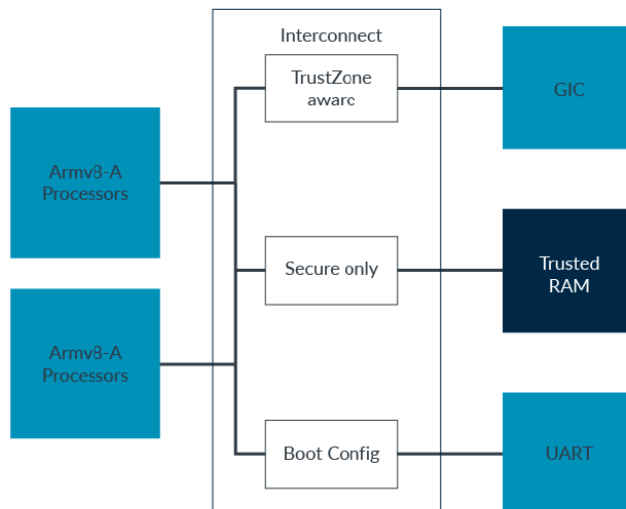 Interconnect
TrustZone
awarc
GIC
Armv8-A
Processors
Secure only
Trusted
RAM
Armv8-A
Processors
Boot Config
UART